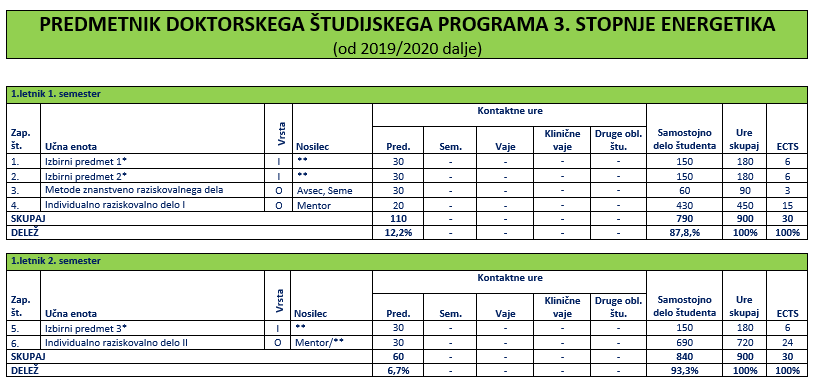 PREDMETNIK DOKTORSKEGA ŠTUDIJSKEGA PROGRAMA 3. STOPNJE ENERGETIKA
(od 2019/2020 dalje)
1.letnik 1. semester
Zap. št. Učna enota Vrsta Nosilec Kontaktne ure Samostojno delo študenta Ure skupaj ECTS
Pred. Sem. Vaje Klinične vaje Druge obl. štu.
1. Izbirni predmet 1* I ** 30 - - - - 150 180 6
2. Izbirni predmet 2* I ** 30 - - - - 150 180 6
3. Metode znanstveno raziskovalnega dela O Avsec, Seme 30 - - - - 60 90 3
4. Individualno raziskovalno delo I O Mentor 20 - - - - 430 450 15
SKUPAJ 110 - - - - 790 900 30
DELEŽ 12,2% - - - - 87,8,% 100% 100%
1.letnik 2. semester
Zap. št. Učna enota Vrsta Nosilec Kontaktne ure Samostojno delo študenta Ure skupaj ECTS
Pred. Sem. Vaje Klinične vaje Druge obl. štu.
5. Izbirni predmet 3* I ** 30 - - - - 150 180 6
6. Individualno raziskovalno delo II O Mentor/** 30 - - - - 690 720 24
SKUPAJ 60 - - - - 840 900 30
DELEŽ 6,7% - - - - 93,3% 100% 100%